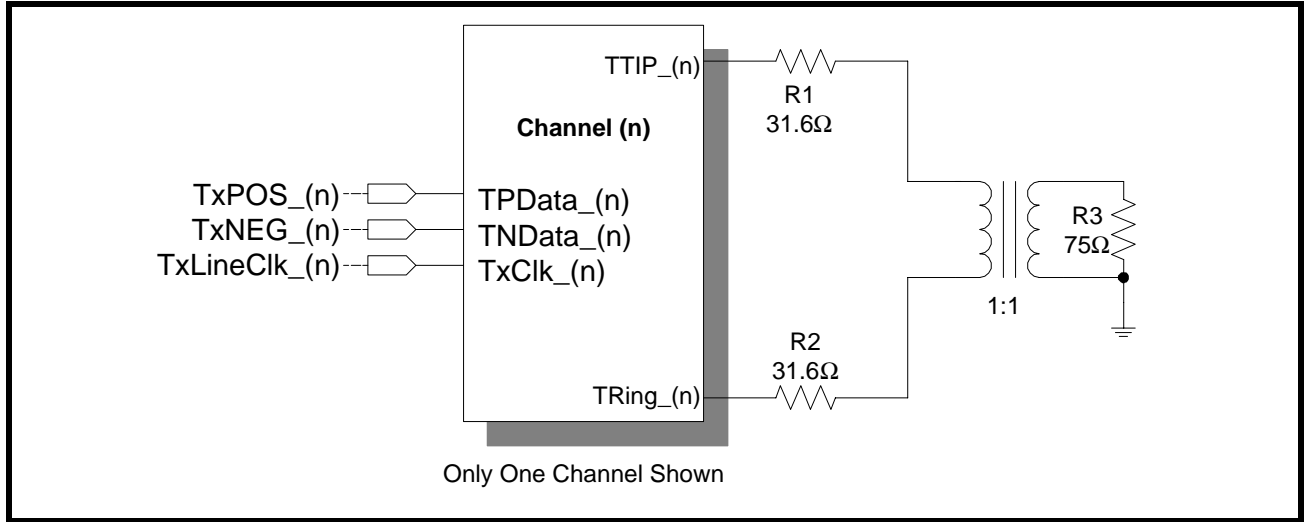 TTIP_(n)
R1
31.6Ω
Channel (n)
TxPOS_(n)
TPData_(n)
TxNEG_(n)
TNData_(n)
TxLineClk_(n)
TxClk_(n)
R3
75Ω
1:1
R2
31.6Ω
TRing_(n)
Only One Channel Shown